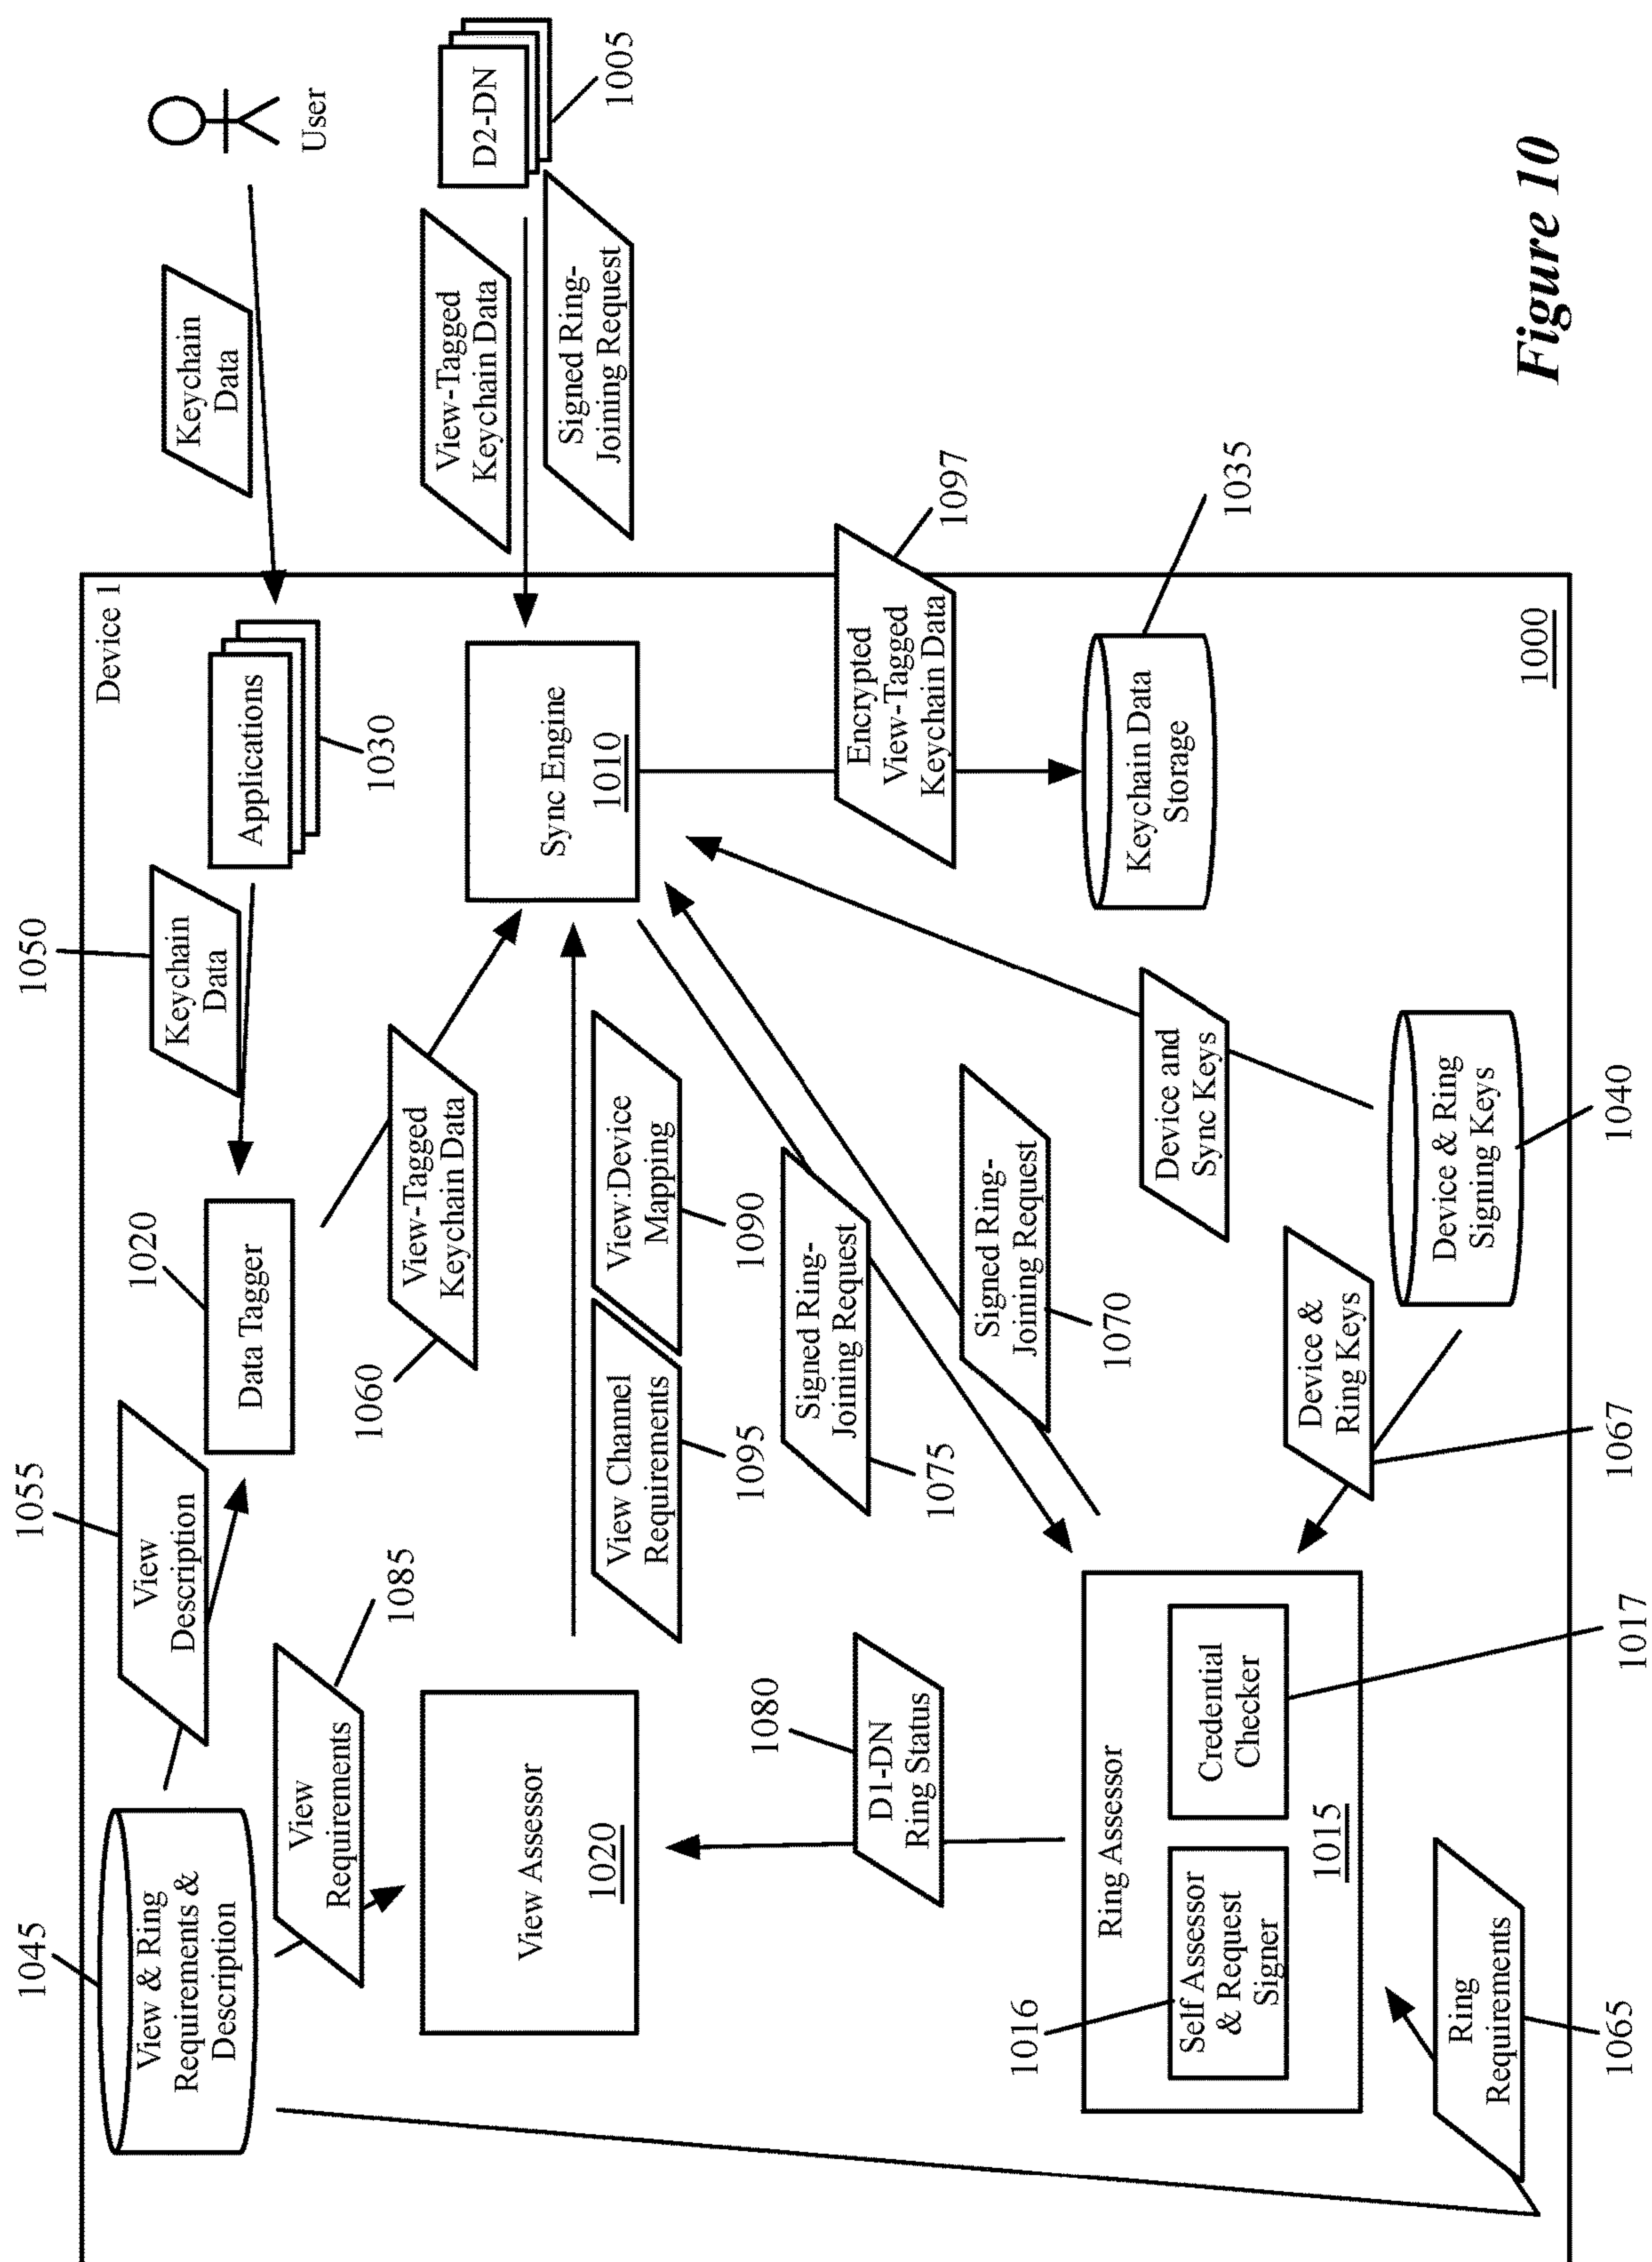 Device 1
1045
View & Ring
Requirements &
Description
1055
View
Description
1050
Keychain
Data
Keychain
Data
User
1085
View
Requirements
1020
Data Tagger
Applications
1030
1060
View-Tagged
Keychain Data
View-Tagged
Keychain Data
D2-DN
1005
View Assessor
1020
View Channel
Requirements
1095
View:Device
Mapping
1090
Sync Engine
1010
Signed Ring-
Joining Request
1080
D1-DN
Ring Status
Signed Ring-
Joining Request
1075
Encrypted
View-Tagged
Keychain Data
1097
Signed Ring-
Joining Request
1070
Ring Assessor
1016
Self Assessor
& Request
Signer
Credential
Checker
1015
1017
Device and
Sync Keys
Keychain Data
Storage
1035
Device &
Ring Keys
1067
Device & Ring
Signing Keys
1040
Ring
Requirements
1065
1000
Figure 10